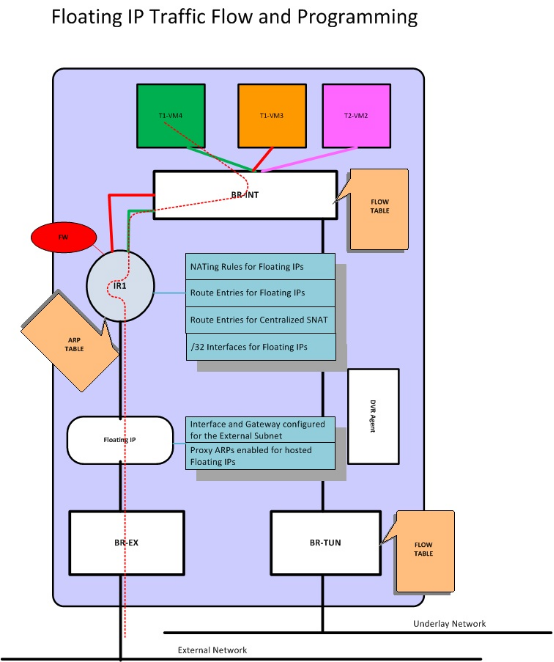 Floating IP Traffic Flow and Programming
T1-VM4
T1-VM3
T2-VM2
BR-INT
FLOW
TABLE
FW
IR1
NATing Rules for Floating IPs
Route Entries for Floating IPs
Route Entries for Centralized SNAT
/32 Interfaces for Floating IPs
ARP
TABLE
DVR Agent
Floating IP
Interface and Gateway configured
for the External Subnet
Proxy ARPs enabled for hosted
Floating IPs
BR-EX
BR-TUN
FLOW
TABLE
Underlay Network
External Network